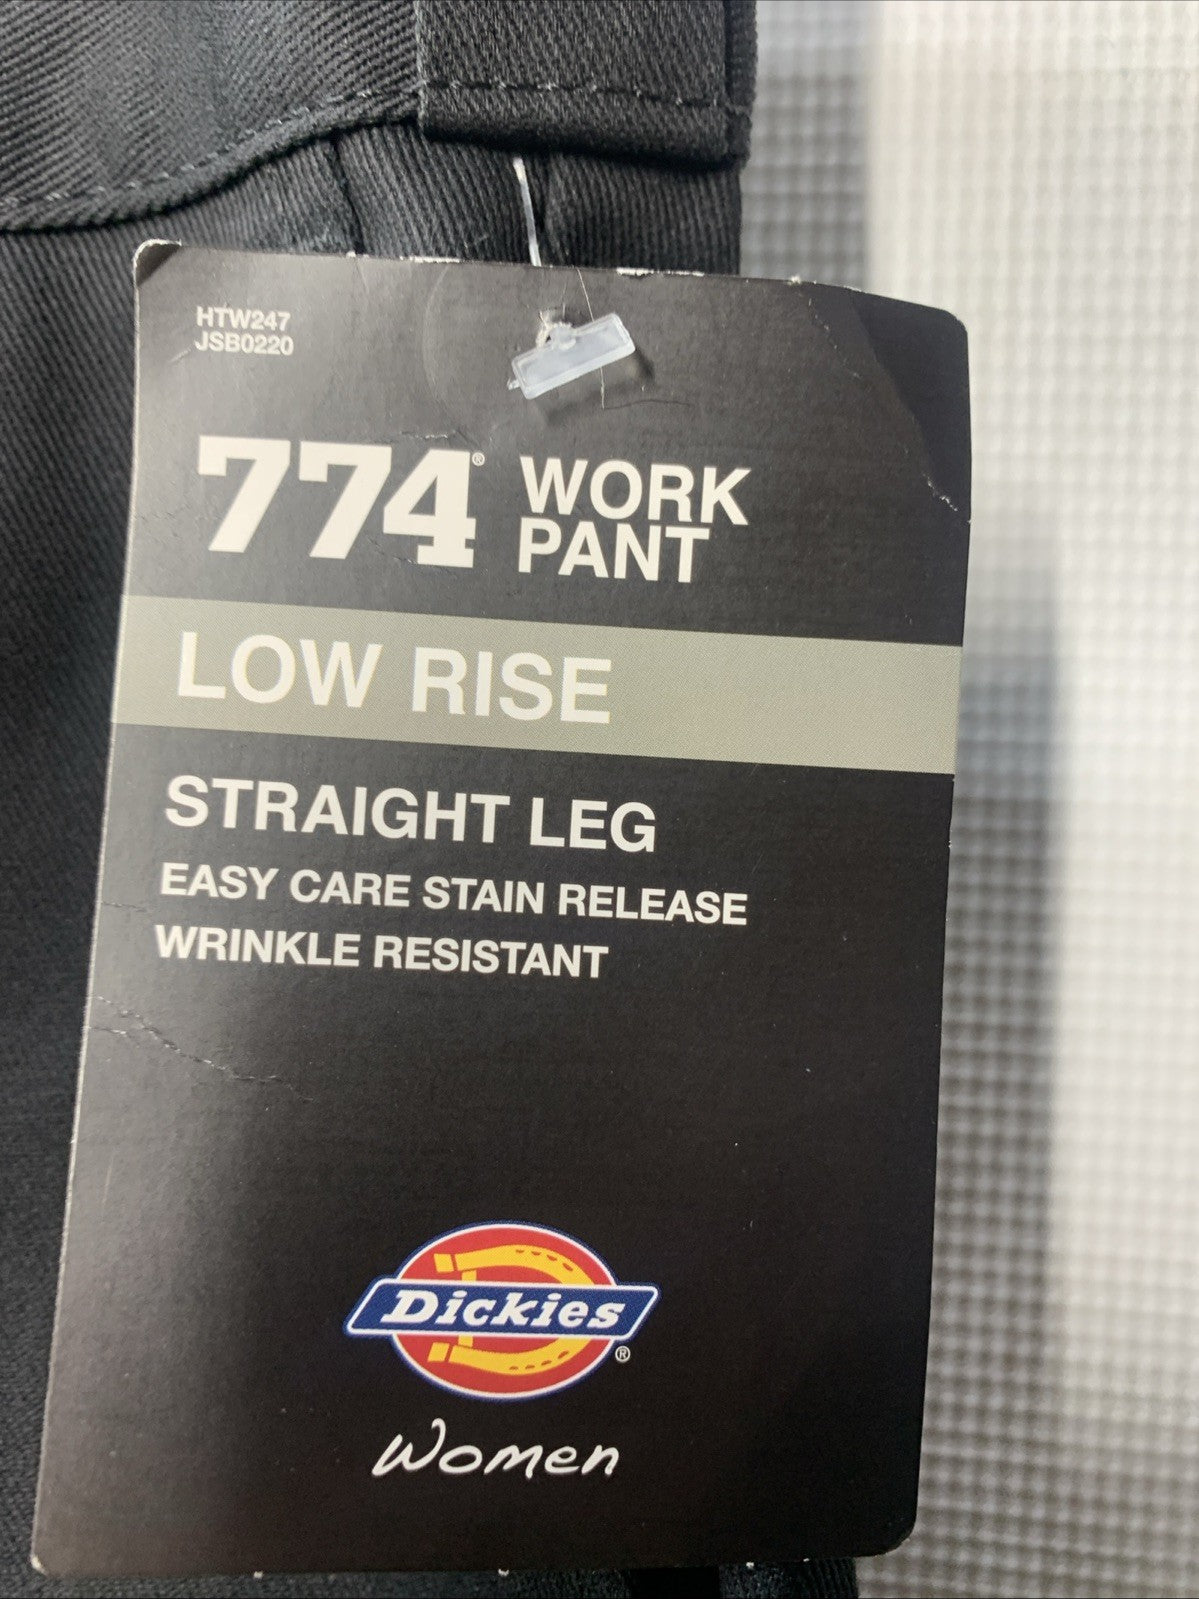 HTW247
JSB0220
774® WORK
PANT
LOW RISE
STRAIGHT LEG
EASY CARE STAIN RELEASE
WRINKLE RESISTANT
Dickies®
Women